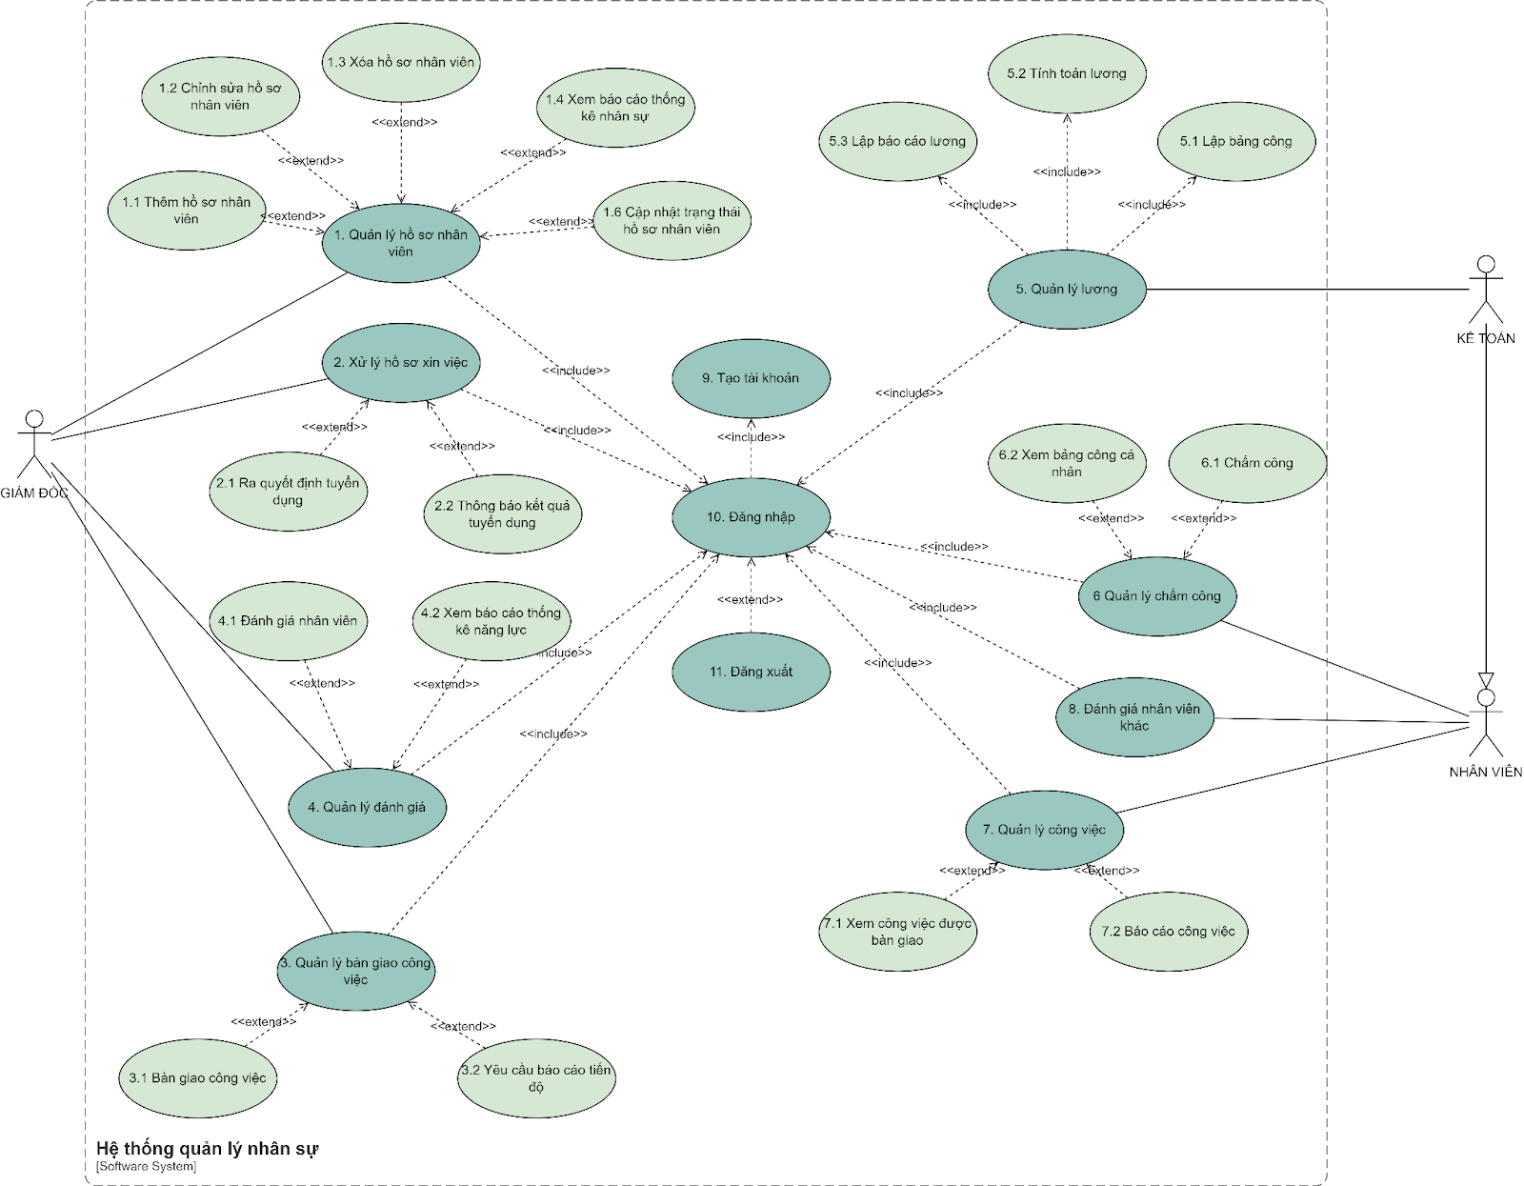 1.3 Xóa hồ sơ nhân viên
1.2 Chỉnh sửa hồ sơ
nhân viên
1.4 Xem báo cáo thống
kê nhân sự
<<extend>>
<<extend>>
<<extend>>
1.1 Thêm hồ sơ nhân
viên
<<extend>>
1. Quản lý hồ sơ nhân
viên
<<extend>>
1.6 Cập nhật trạng thái
hồ sơ nhân viên
5.2 Tính toán lương
5.3 Lập báo cáo lương
5.1 Lập bảng công
<<include>>
<<include>>
<<include>>
5. Quản lý lương
KẾ TOÁN
2. Xử lý hồ sơ xin việc
<<include>>
9. Tạo tài khoản
<<include>>
<<extend>>
<<include>>
<<include>>
<<extend>>
GIÁM ĐỐC
2.1 Ra quyết định tuyển
dụng
2.2 Thông báo kết quả
tuyển dung
10. Đăng nhập
6.2 Xem bảng công cá
nhân
6.1 Chấm công
<<extend>>
<<extend>>
<<include>>
6 Quản lý chấm công
<<extend>>
<<include>>
4.1 Đánh giá nhân viên
4.2 Xem báo cáo thống
kê năng lực
include>>
<<extend>>
<<extend>>
11. Đăng xuất
<<include>>
8. Đánh giá nhân viên
khác
<<include>>
NHÂN VIÊN
4. Quản lý đánh giá
7. Quản lý công việc
<<extend>>
<<extend>>
7.1 Xem công việc được
bàn giao
7.2 Báo cáo công việc
3. Quản lý bàn giao công
việc
<<extend>>
<<extend>>
3.1 Bàn giao công việc
3.2 Yêu cầu báo cáo tiến
độ
Hệ thống quản lý nhân sự
[Software System]